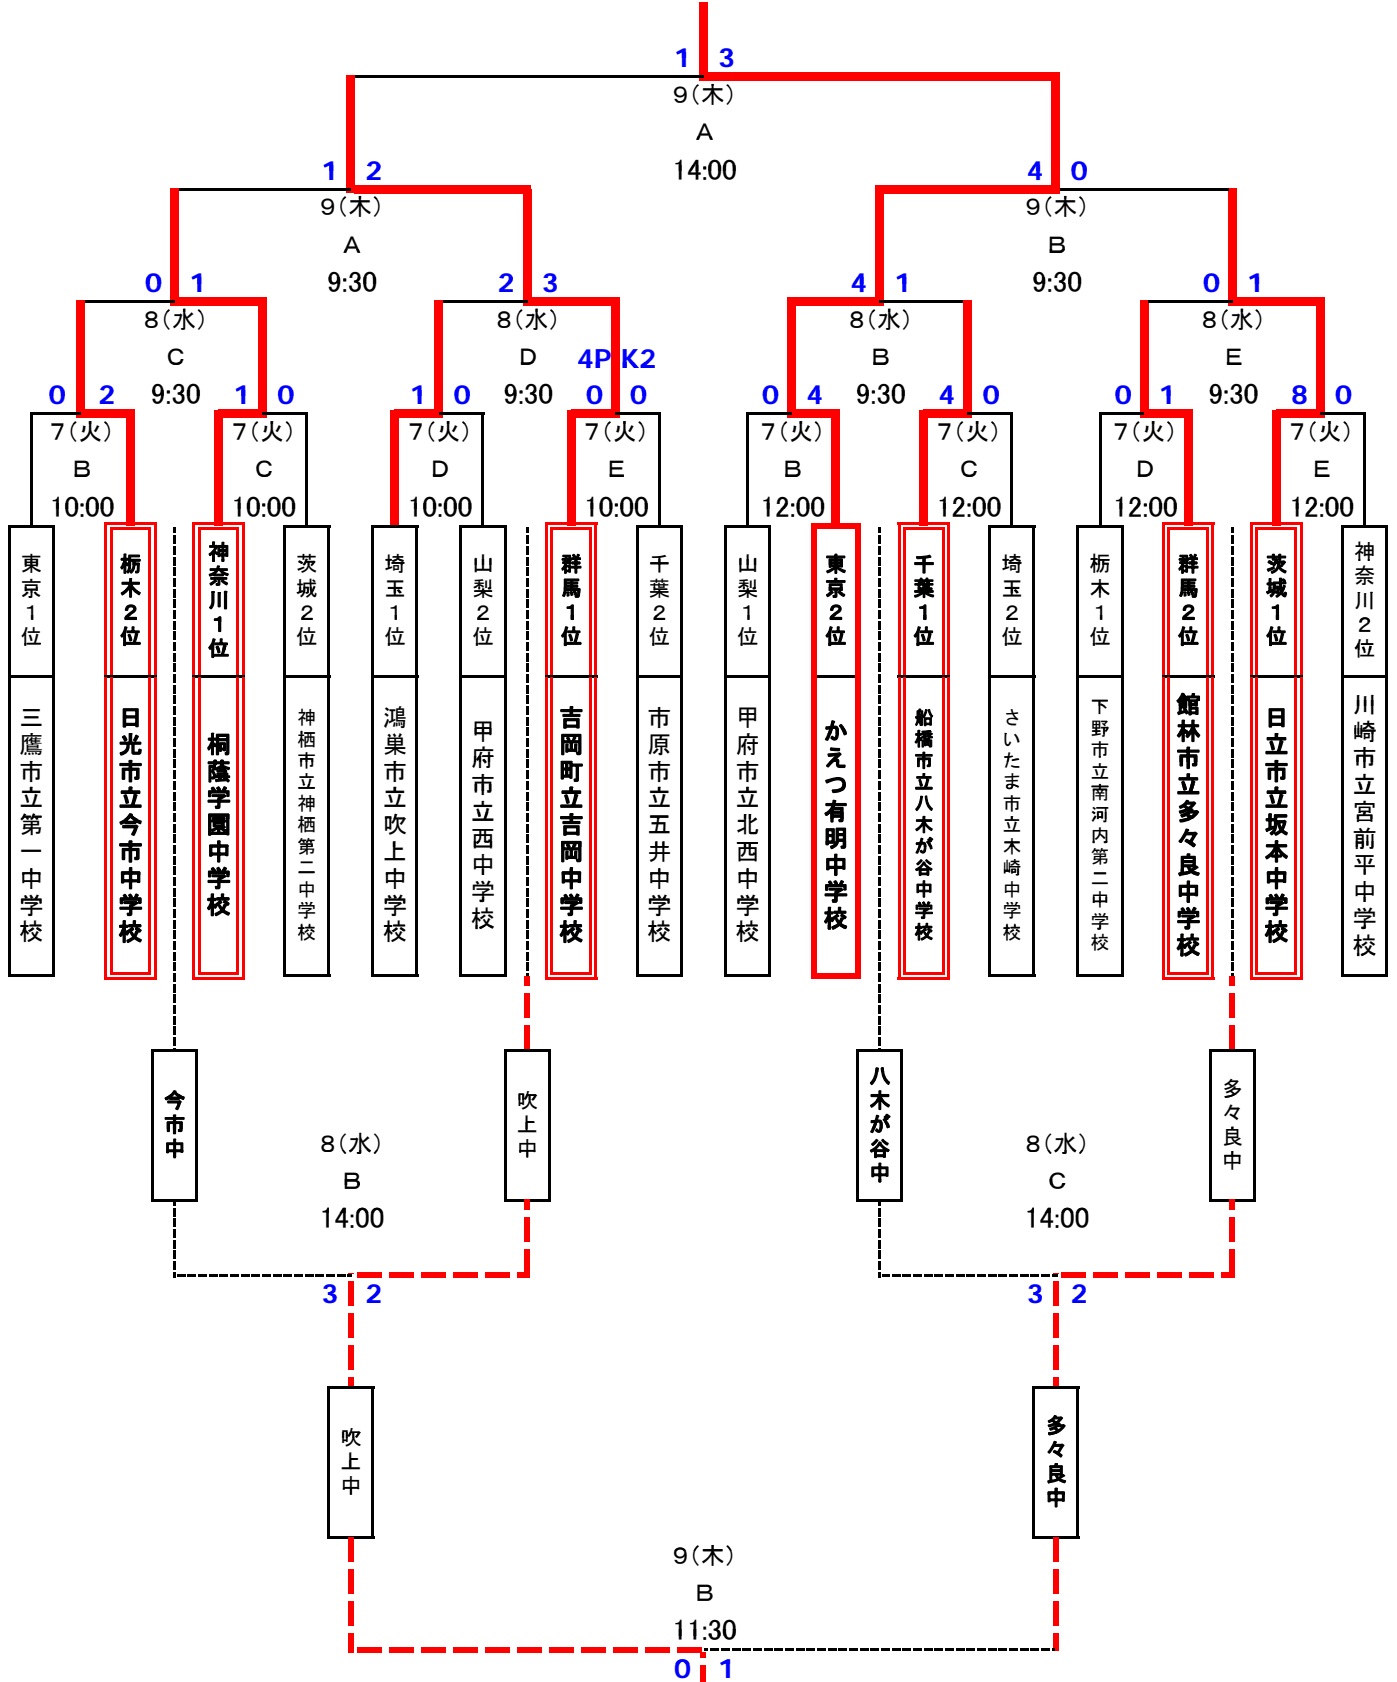 1 3
9(木)
A
14:00
1 2
9(木)
A
9:30
4 0
9(木)
B
9:30
0 1
8(水)
C
9:30
2 3
8(水)
D
9:30
4 1
8(水)
B
9:30
0 1
8(水)
E
9:30
0 2
7(火)
B
10:00
1 0
7(火)
C
10:00
1 0
7(火)
D
10:00
4PK2
0 0
7(火)
E
10:00
0 4
7(火)
B
12:00
4 0
7(火)
C
12:00
0 1
7(火)
D
12:00
8 0
7(火)
E
12:00
東京1位
三鷹市立第一中学校
栃木2位
日光市立今市中学校
神奈川1位
桐蔭学園中学校
茨城2位
神栖市立神栖第二中学校
埼玉1位
鴻巣市立吹上中学校
山梨2位
甲府市立西中学校
群馬1位
吉岡町立吉岡中学校
千葉2位
市原市立五井中学校
山梨1位
甲府市立北西中学校
東京2位
かえつ有明中学校
千葉1位
船橋市立八木が谷中学校
埼玉2位
さいたま市立木崎中学校
栃木1位
下野市立南河内第二中学校
群馬2位
館林市立多々良中学校
茨城1位
日立市立坂本中学校
神奈川2位
川崎市立宮前平中学校
今市中
8(水)
B
14:00
吹上中
八木が谷中
8(水)
C
14:00
多々良中
3 2
3 2
吹上中
多々良中
9(木)
B
11:30
0 1